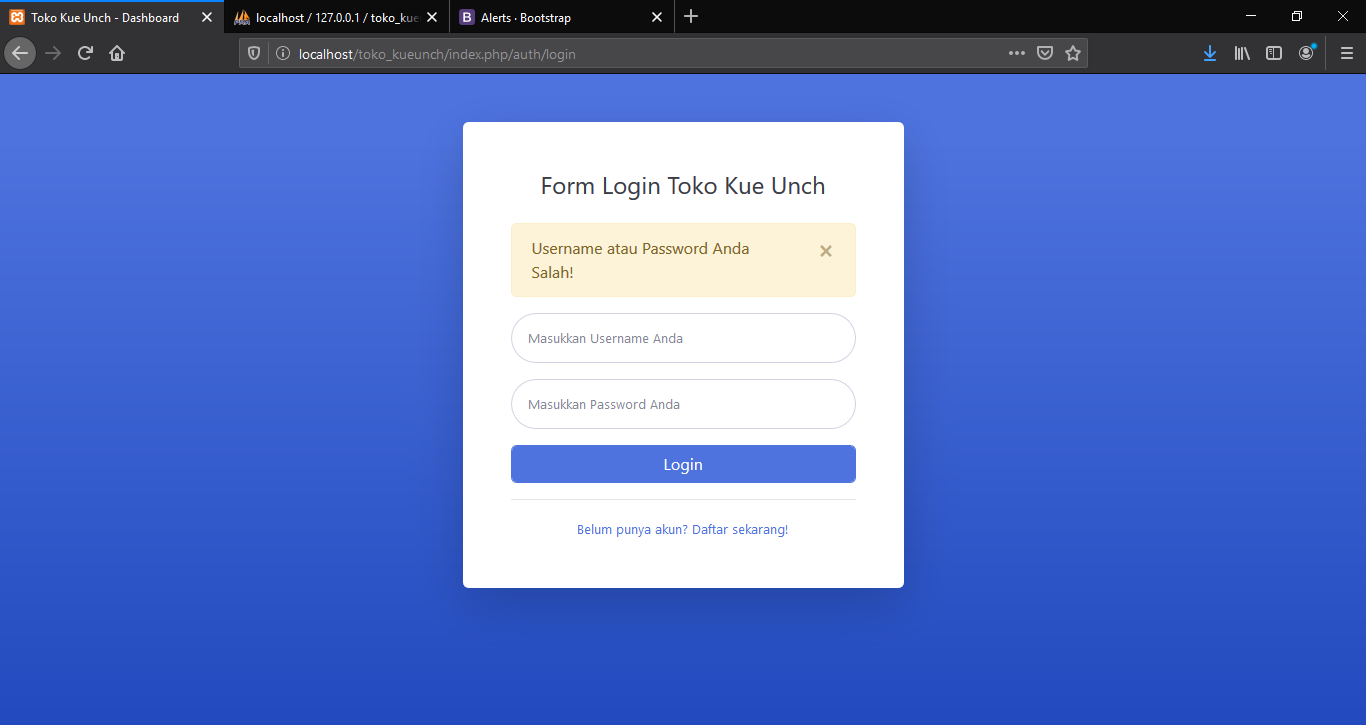 Toko Kue Unch - Dashboard
localhost / 127.0.0.1 / toko_kue
Alerts · Bootstrap
localhost/toko_kueunch/index.php/auth/login
Form Login Toko Kue Unch
Username atau Password Anda
Salah!
Masukkan Username Anda
Masukkan Password Anda
Login
Belum punya akun? Daftar sekarang!